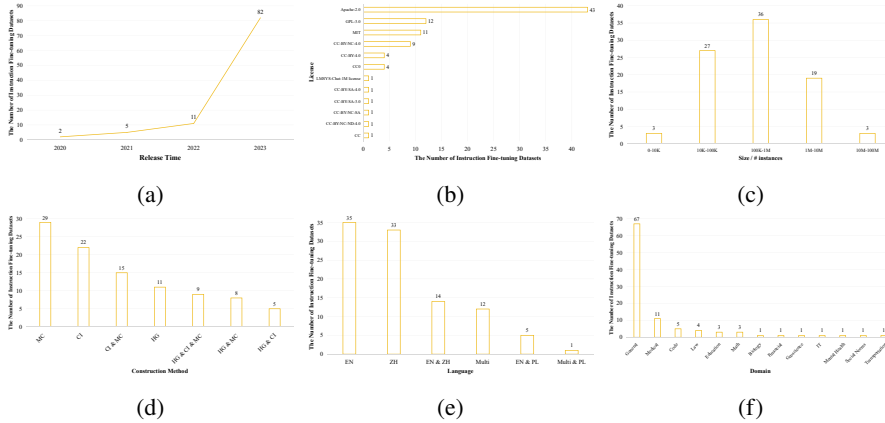 The Number of Instruction Fine-tuning Datasets
90
80
70
60
50
40
30
20
10
0
2
5
11
82
2020 2021 2022 2023
Release Time
(a)
License
Apache-2.0 43
GPL-3.0 12
MIT 11
CC-BY-NC-4.0 9
CC-BY-4.0 4
CC0 4
LMSYS-Chat-1M license 1
CC-BY-SA-4.0 1
CC-BY-SA-3.0 1
CC-BY-NC-SA 1
CC-BY-NC-ND-4.0 1
CC 1
0 5 10 15 20 25 30 35 40
The Number of Instruction Fine-tuning Datasets
(b)
The Number of Instruction Fine-tuning Datasets
40
35
30
25
20
15
10
5
0
3 27 36 19 3
0-10K 10K-100K 100K-1M 1M-10M 10M-100M
Size / # instances
(c)
The Number of Instruction Fine-tuning Datasets
35
30
25
20
15
10
5
0
29 22 15 11 9 8 5
MC CI CI & MC HG HG & CI & MC HG & MC HG & CI
Construction Method
(d)
The Number of Instruction Fine-tuning Datasets
35
30
25
20
15
10
5
0
35 33 14 12 5 1
EN ZH EN & ZH Multi EN & PL Multi & PL
Language
(e)
The Number of Instruction Fine-tuning Datasets
70
60
50
40
30
20
10
0
67 11 5 4 3 3 1 1 1 1 1 1 1
General Medical Code Law Education Math Biology Financial Geoscience IT Mental Health Social Norms Transportation
Domain
(f)